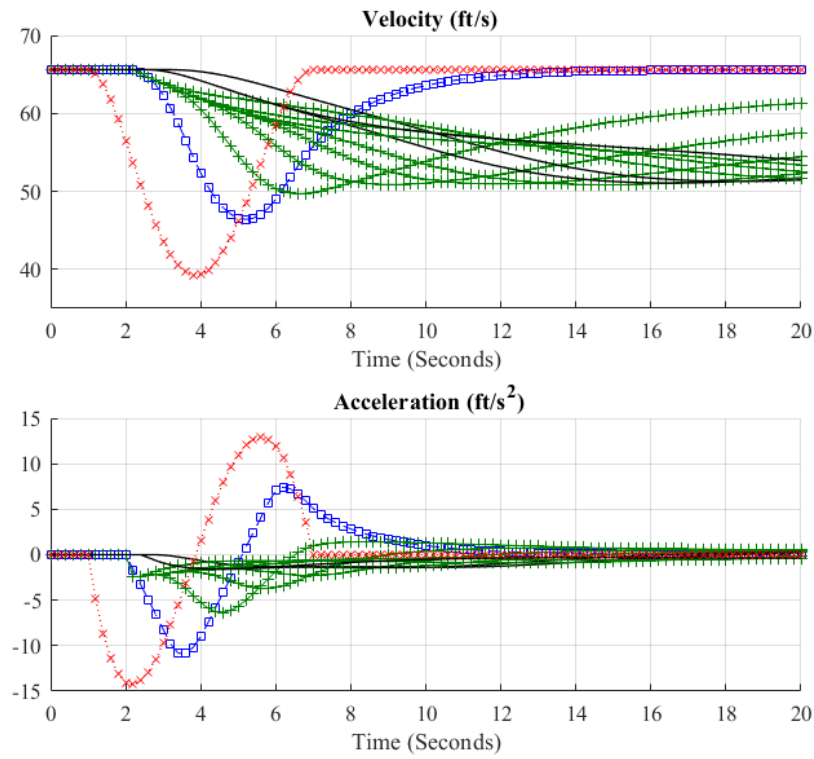 Velocity (ft/s)
70
60
50
40
0 2 4 6 8 10 12 14 16 18 20
Time (Seconds)
Acceleration (ft/s²)
15
10
5
0
-5
-10
-15
0 2 4 6 8 10 12 14 16 18 20
Time (Seconds)